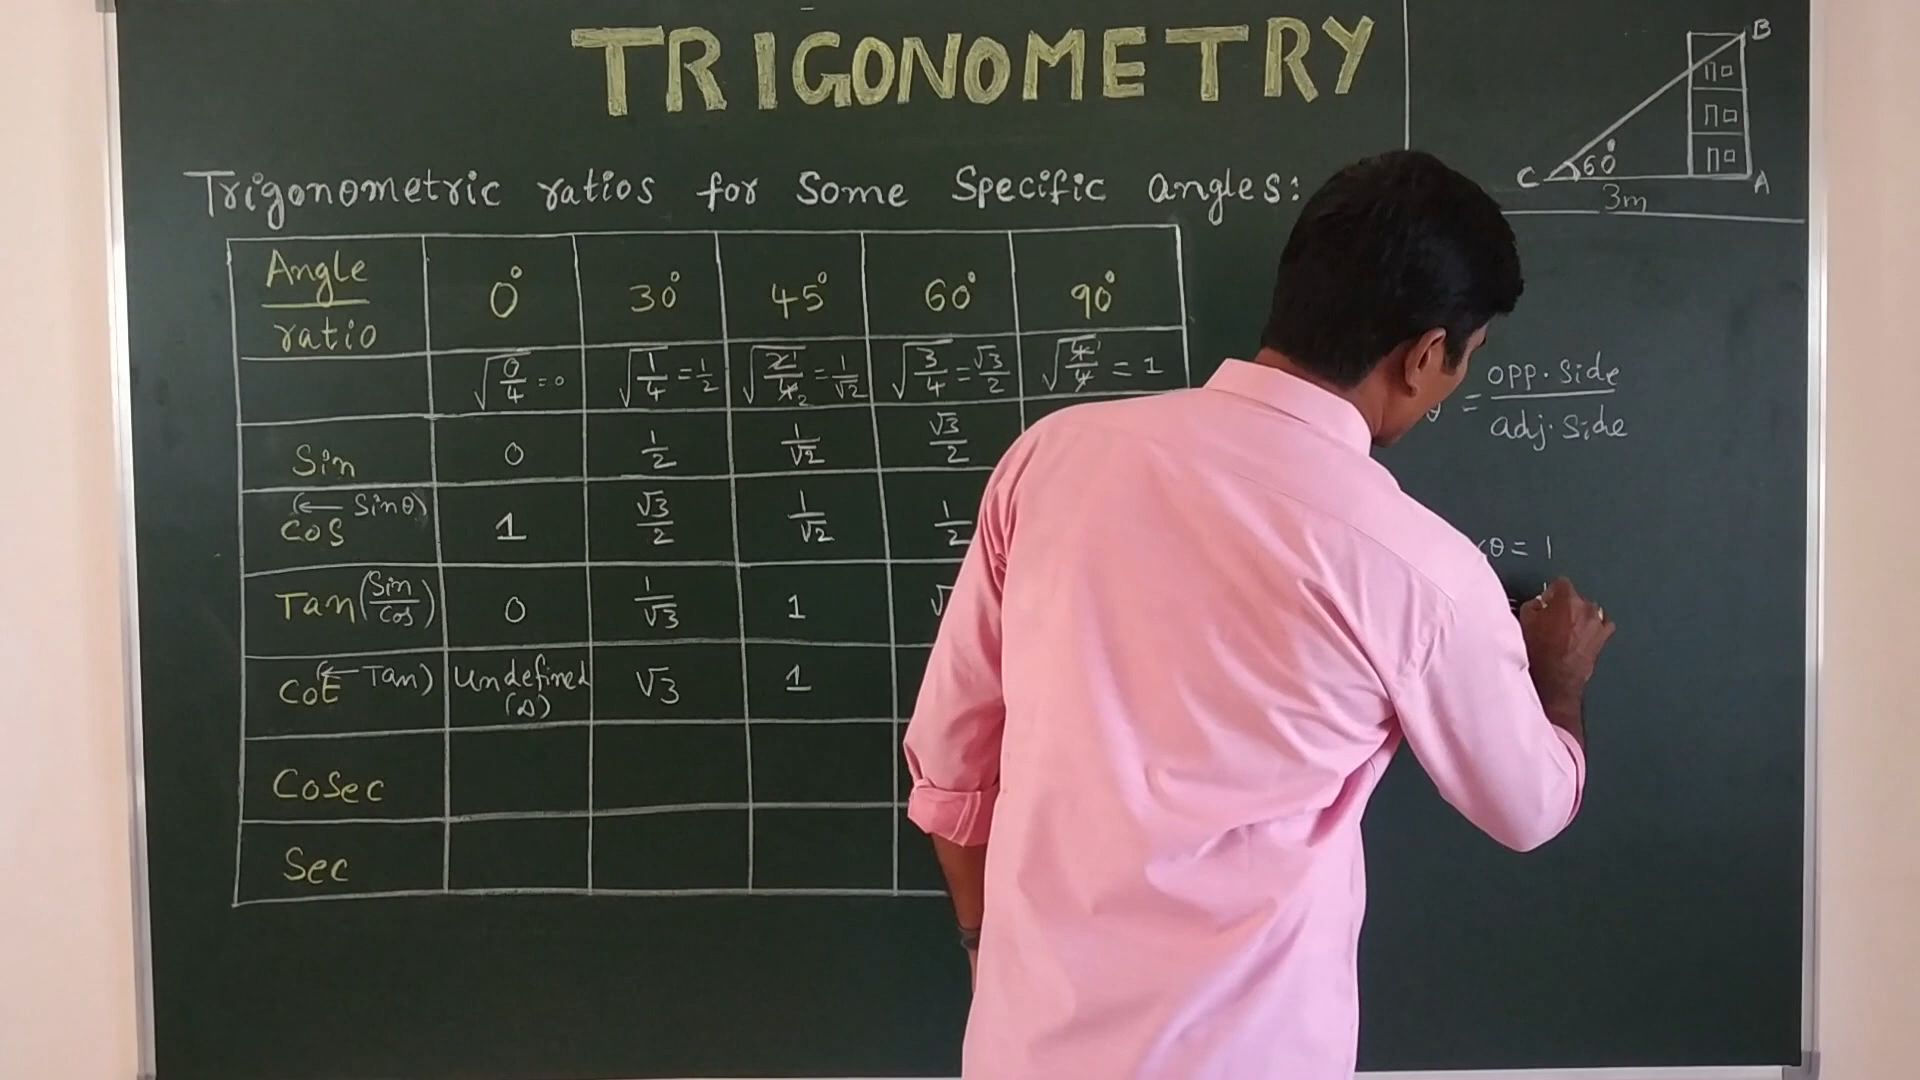 TRIGONOMETRY
B
60°
C
A
3m
Trigonometric ratios for Some Specific angles:
Angle
ratio
0° 30° 45° 60° 90°
√0/4 = 0 √1/4 = 1/2 √2/4 = 1/√2 √3/4 = √3/2 √4/4 = 1
θ = opp. Side / adj. Side
Sin 0 1/2 1/√2 √3/2
(← Sinθ)
Cos 1 √3/2 1/√2 1/2
θ = 1
Tan (Sin/Cos) 0 1/√3 1
Cot (← Tan) undefined √3 1
Cosec
Sec